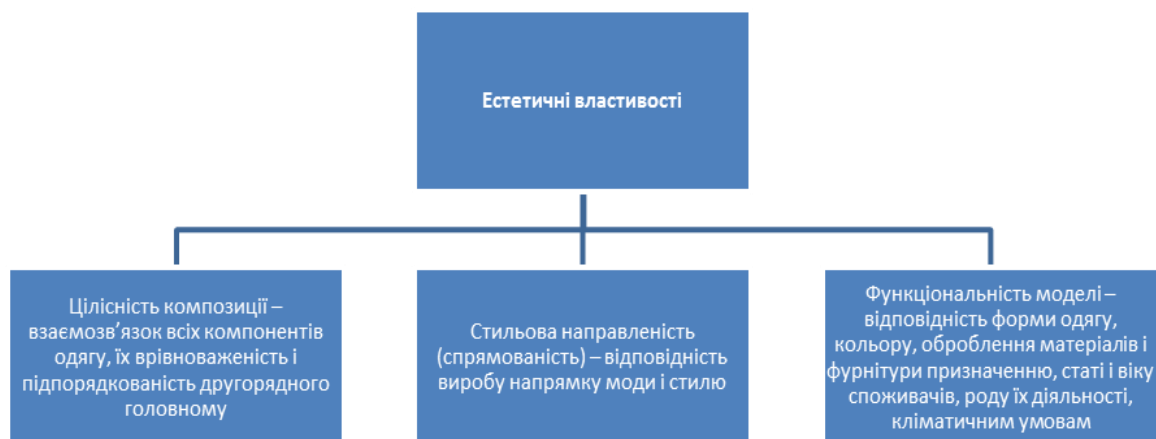 Естетичні властивості
Цілісність композиції –
взаємозв’язок всіх компонентів
одягу, їх врівноваженість і
підпорядкованість другорядного
головному
Стильова направленість
(спрямованість) – відповідність
виробу напрямку моди і стилю
Функціональність моделі –
відповідність форми одягу,
кольору, оброблення матеріалів і
фурнітури призначенню, статі і віку
споживачів, роду їх діяльності,
кліматичним умовам